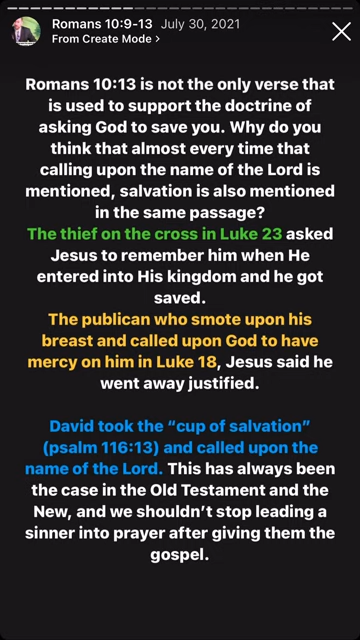 Romans 10:9-13 July 30, 2021
From Create Mode >
Romans 10:13 is not the only verse that
is used to support the doctrine of
asking God to save you. Why do you
think that almost every time that
calling upon the name of the Lord is
mentioned, salvation is also mentioned
in the same passage?
The thief on the cross in Luke 23 asked
Jesus to remember him when He
entered into His kingdom and he got
saved.
The publican who smote upon his
breast and called upon God to have
mercy on him in Luke 18, Jesus said he
went away justified.
David took the “cup of salvation”
(psalm 116:13) and called upon the
name of the Lord. This has always been
the case in the Old Testament and the
New, and we shouldn’t stop leading a
sinner into prayer after giving them the
gospel.